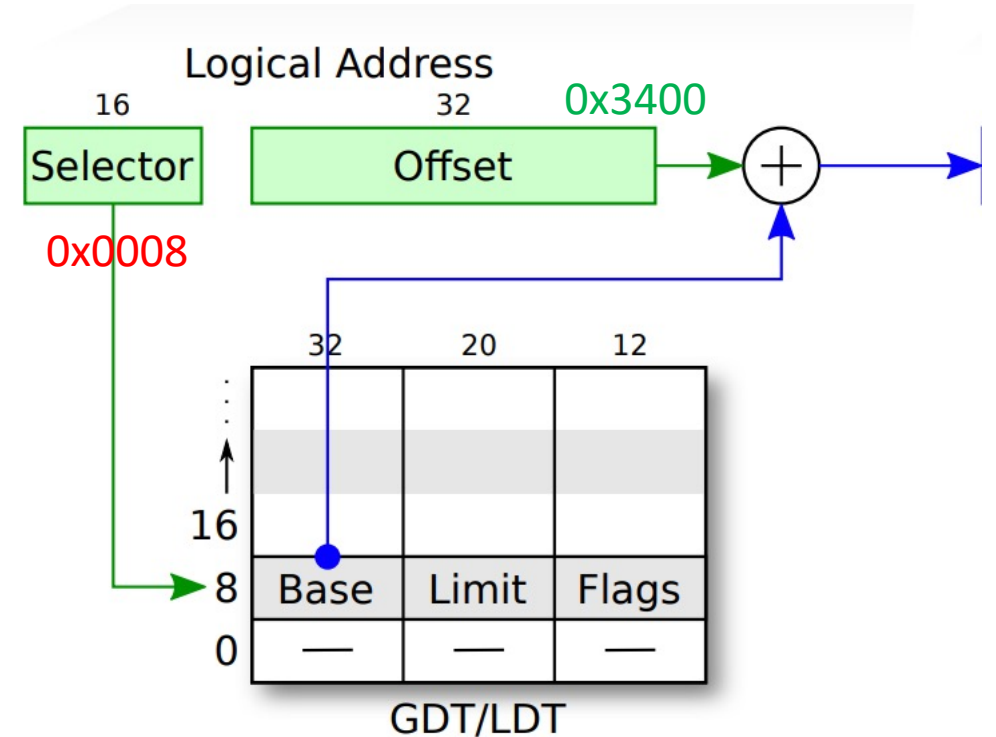 Logical Address
16 32 0x3400
Selector Offset +
0x0008
32 20 12
.
.
.
16
8 Base Limit Flags
0 — — —
GDT/LDT